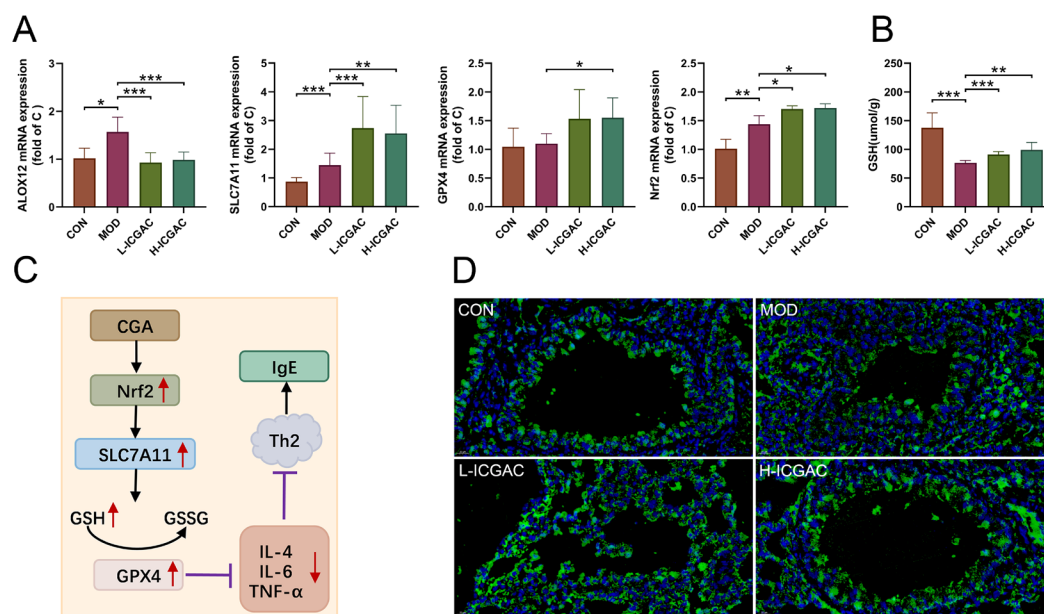 A
B
ALOX12 mRNA expression
(fold of C )
2.0
1.5
1.0
0.5
0.0
*
***
***
CON
MOD
L-ICGAC
H-ICGAC
SLC7A11 mRNA expression
(fold of C)
5
4
3
2
1
0
***
***
**
CON
MOD
L-ICGAC
H-ICGAC
GPX4 mRNA expression
(fold of C)
2.5
2.0
1.5
1.0
0.5
0.0
*
CON
MOD
L-ICGAC
H-ICGAC
Nrf2 mRNA expression
(fold of C)
2.5
2.0
1.5
1.0
0.5
0.0
**
*
*
CON
MOD
L-ICGAC
H-ICGAC
GSH(umol/g)
250
200
150
100
50
0
***
***
**
CON
MOD
L-ICGAC
H-ICGAC
C
CGA
Nrf2
SLC7A11
GSH
GSSG
GPX4
IgE
Th2
IL-4
IL-6
TNF-α
D
CON
MOD
L-ICGAC
H-ICGAC